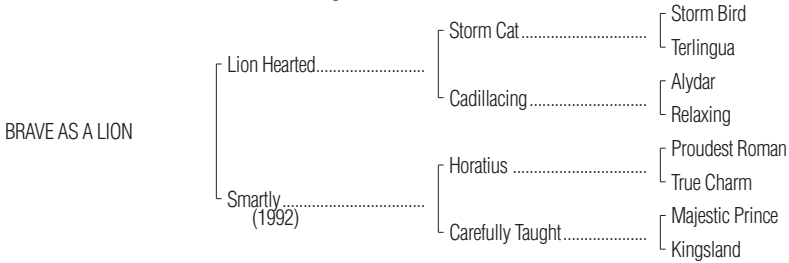 Storm Bird
Storm Cat..............................
Terlingua
Lion Hearted..........................
Alydar
Cadillacing............................
Relaxing
BRAVE AS A LION
Proudest Roman
Horatius ................................
True Charm
Smartly..................................
(1992)
Majestic Prince
Carefully Taught....................
Kingsland